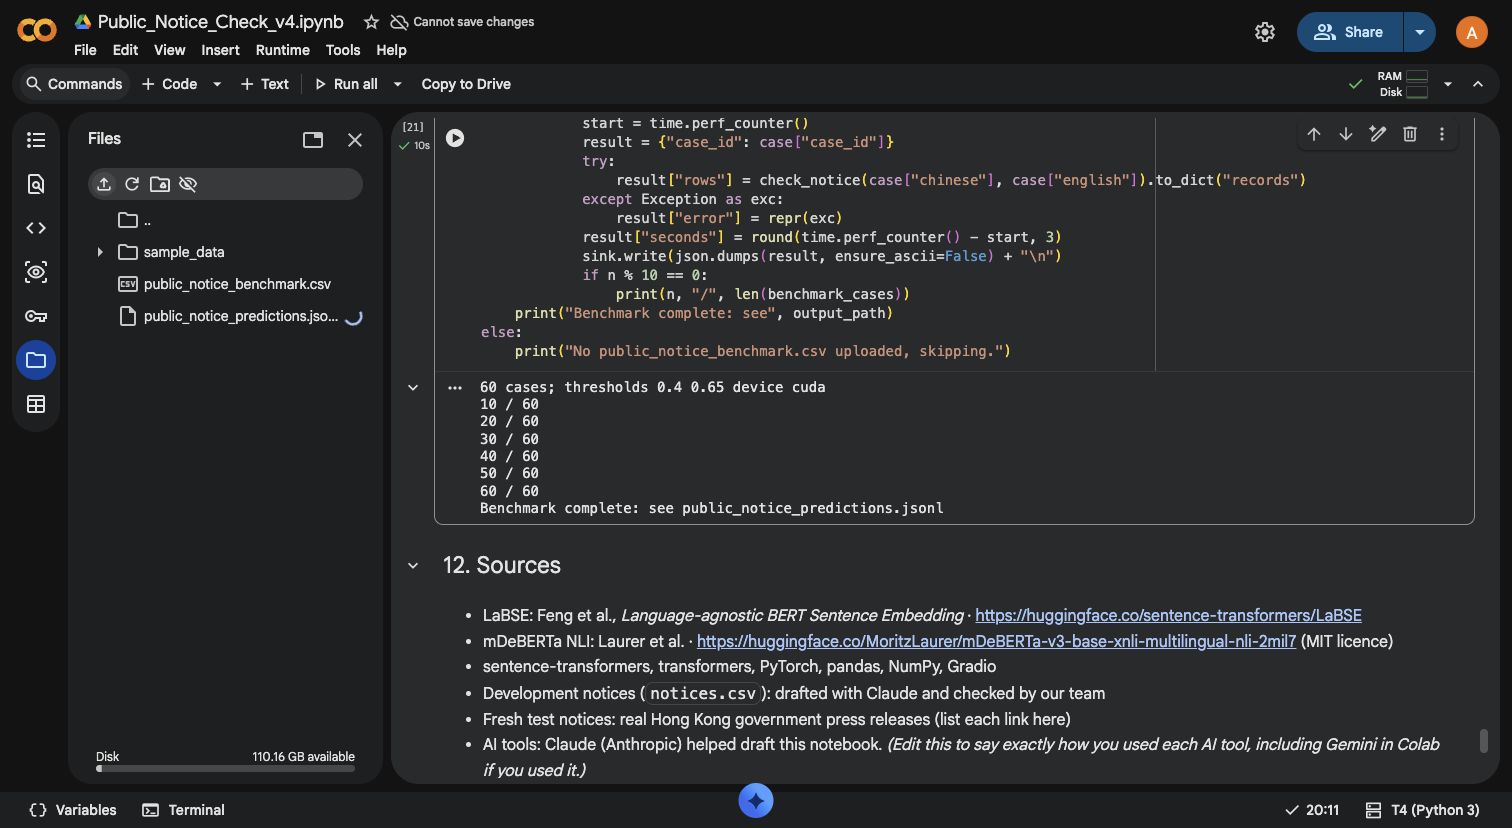 Public_Notice_Check_v4.ipynb
Cannot save changes
File Edit View Insert Runtime Tools Help
Share
A
Commands + Code + Text Run all Copy to Drive
RAM
Disk
Files
..
sample_data
CSV public_notice_benchmark.csv
public_notice_predictions.jso...
Disk 110.16 GB available
[21]
10s
start = time.perf_counter()
result = {"case_id": case["case_id"]}
try:
result["rows"] = check_notice(case["chinese"], case["english"]).to_dict("records")
except Exception as exc:
result["error"] = repr(exc)
result["seconds"] = round(time.perf_counter() - start, 3)
sink.write(json.dumps(result, ensure_ascii=False) + "\n")
if n % 10 == 0:
print(n, "/", len(benchmark_cases))
print("Benchmark complete: see", output_path)
else:
print("No public_notice_benchmark.csv uploaded, skipping.")
60 cases; thresholds 0.4 0.65 device cuda
10 / 60
20 / 60
30 / 60
40 / 60
50 / 60
60 / 60
Benchmark complete: see public_notice_predictions.jsonl
12. Sources
• LaBSE: Feng et al., Language-agnostic BERT Sentence Embedding · https://huggingface.co/sentence-transformers/LaBSE
• mDeBERTa NLI: Laurer et al. · https://huggingface.co/MoritzLaurer/mDeBERTa-v3-base-xnli-multilingual-nli-2mil7 (MIT licence)
• sentence-transformers, transformers, PyTorch, pandas, NumPy, Gradio
• Development notices (notices.csv): drafted with Claude and checked by our team
• Fresh test notices: real Hong Kong government press releases (list each link here)
• AI tools: Claude (Anthropic) helped draft this notebook. (Edit this to say exactly how you used each AI tool, including Gemini in Colab
if you used it.)
Variables Terminal
20:11 T4 (Python 3)